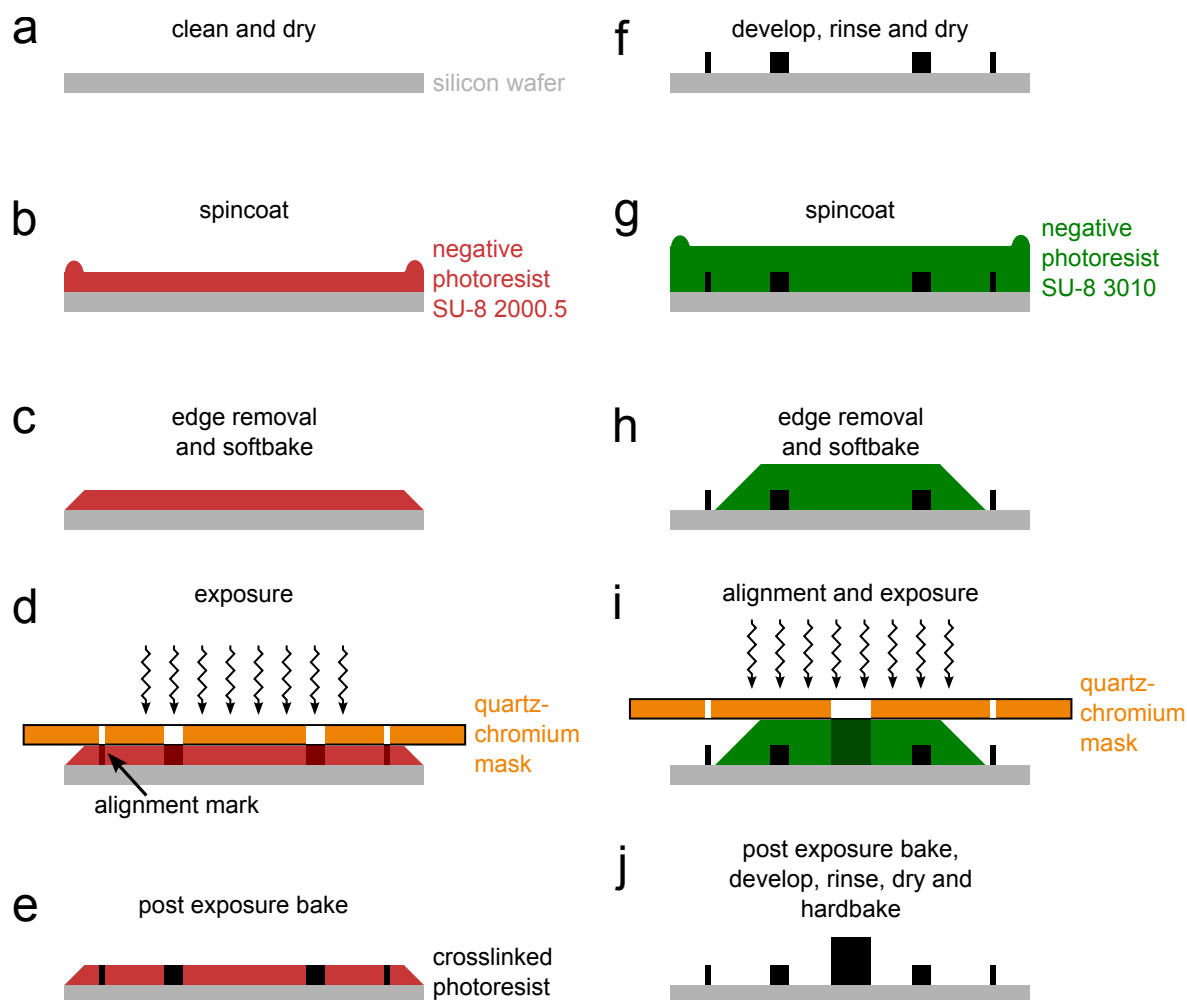 a
clean and dry
silicon wafer
b
spincoat
negative
photoresist
SU-8 2000.5
c
edge removal
and softbake
d
exposure
quartz-
chromium
mask
alignment mark
e
post exposure bake
crosslinked
photoresist
f
develop, rinse and dry
g
spincoat
negative
photoresist
SU-8 3010
h
edge removal
and softbake
i
alignment and exposure
quartz-
chromium
mask
j
post exposure bake,
develop, rinse, dry and
hardbake